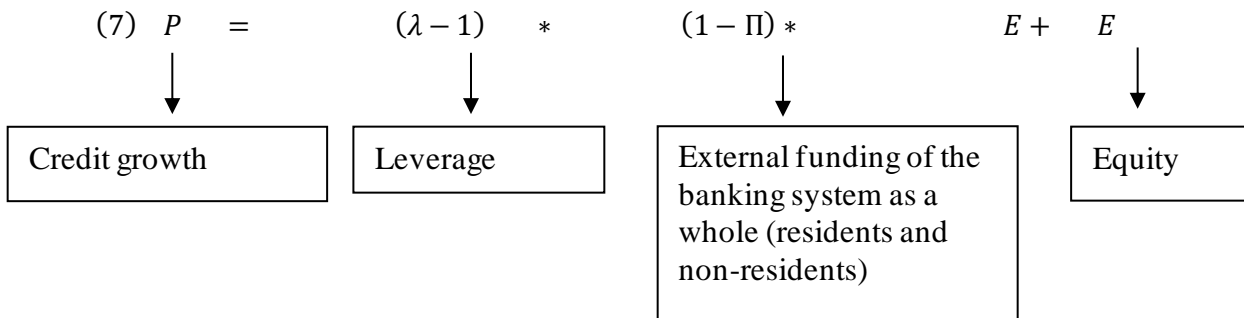 (7) 𝑃 = (𝜆 − 1) ∗ (1 − Π) ∗ 𝐸 + 𝐸
Credit growth
Leverage
External funding of the
banking system as a
whole (residents and
non-residents)
Equity